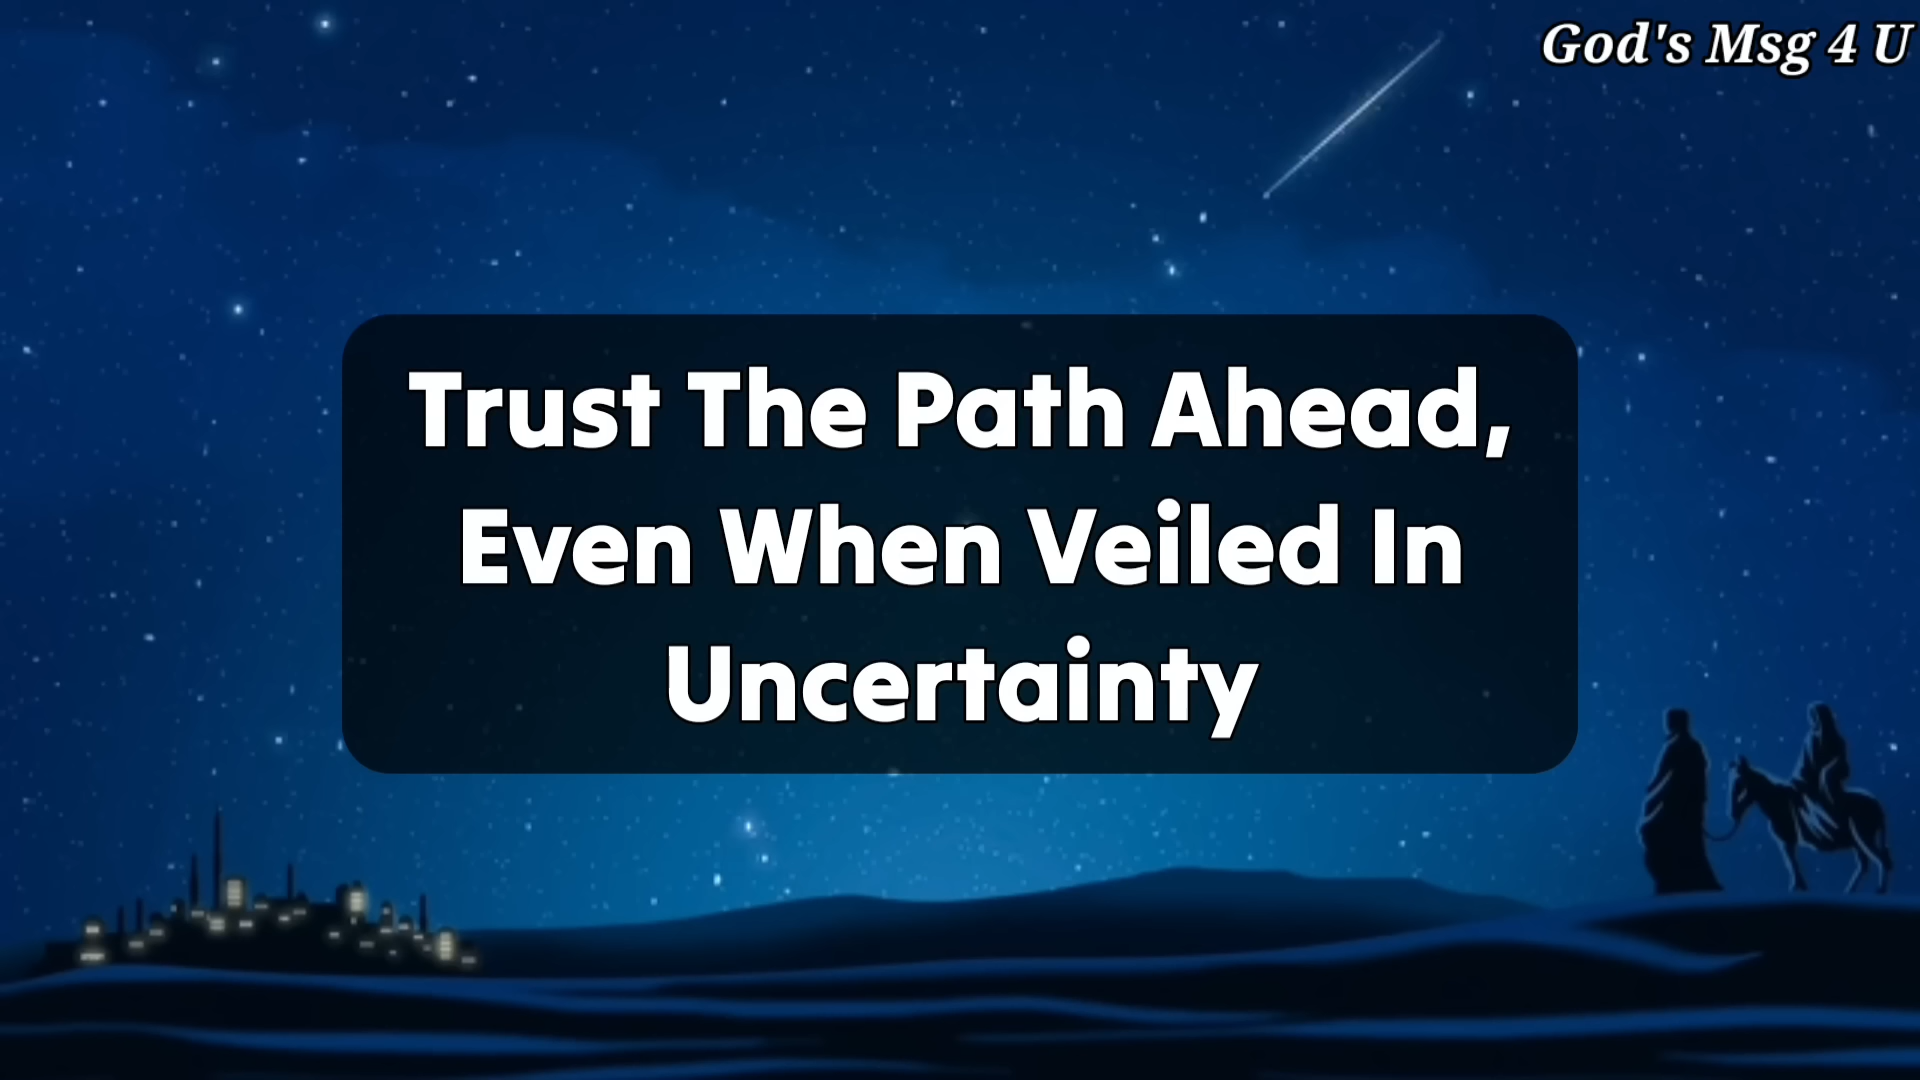 God's Msg 4 U
Trust The Path Ahead,
Even When Veiled In
Uncertainty